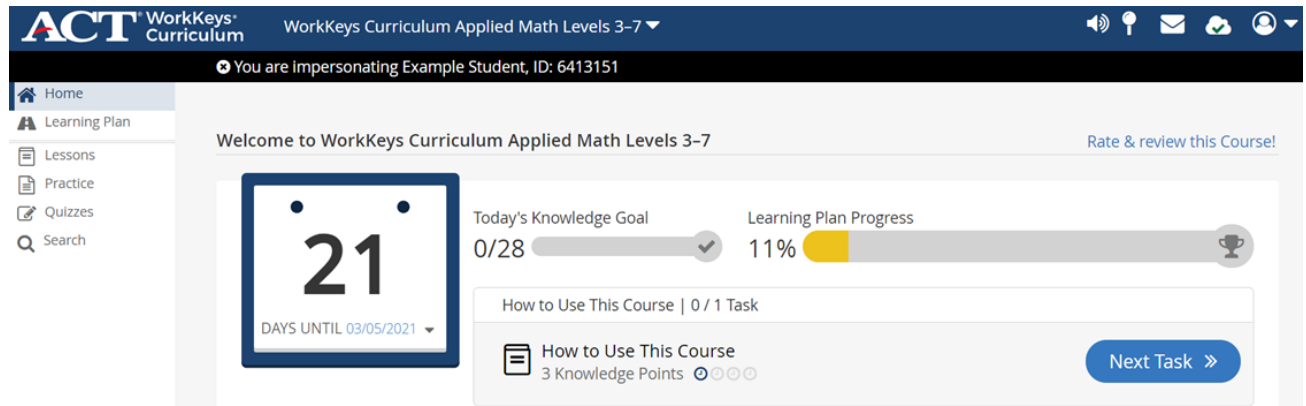 ACT® WorkKeys®
Curriculum
WorkKeys Curriculum Applied Math Levels 3–7
You are impersonating Example Student, ID: 6413151
Home
Learning Plan
Lessons
Practice
Quizzes
Search
Welcome to WorkKeys Curriculum Applied Math Levels 3–7
Rate & review this Course!
21
DAYS UNTIL 03/05/2021
Today's Knowledge Goal
0/28
Learning Plan Progress
11%
How to Use This Course | 0 / 1 Task
How to Use This Course
3 Knowledge Points
Next Task »